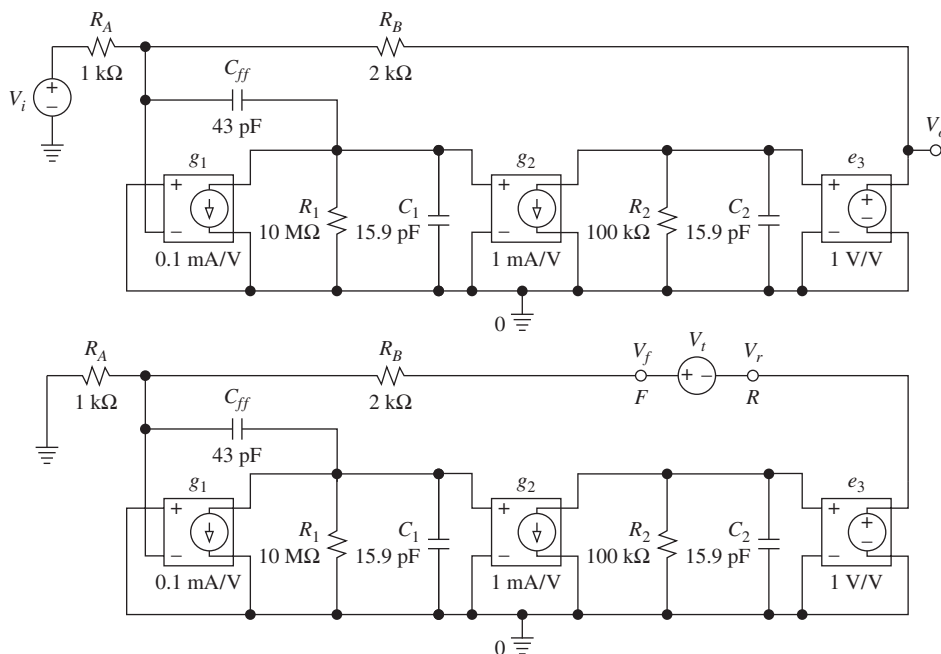 R_A
R_B
1 kΩ
2 kΩ
C_ff
V_i
+
−
43 pF
V_o
g_1
g_2
e_3
+
−
R_1
C_1
+
−
R_2
C_2
+
−
+
−
10 MΩ
15.9 pF
100 kΩ
15.9 pF
0.1 mA/V
1 mA/V
1 V/V
0
R_A
R_B
V_f
V_t
V_r
+
−
1 kΩ
2 kΩ
F
R
C_ff
43 pF
g_1
g_2
e_3
+
−
R_1
C_1
+
−
R_2
C_2
+
−
+
−
10 MΩ
15.9 pF
100 kΩ
15.9 pF
0.1 mA/V
1 mA/V
1 V/V
0